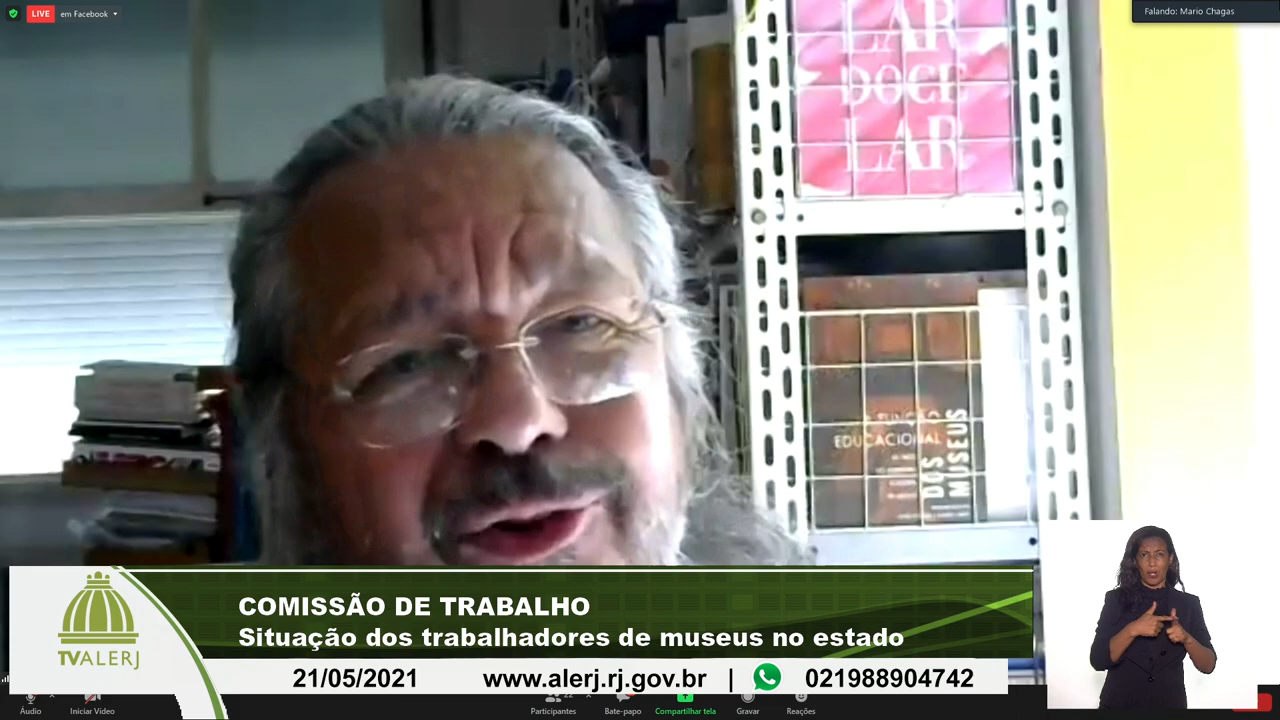 LIVE
em Facebook
Falando: Mario Chagas
LAR
DOCE
LAR
A FUNÇÃO
EDUCACIONAL
DOS
MUSEUS
COMISSÃO DE TRABALHO
Situação dos trabalhadores de museus no estado
TVALERJ
21/05/2021
www.alerj.rj.gov.br | 021988904742
Áudio
Iniciar Vídeo
Participantes
22
Bate-papo
Compartilhar tela
Gravar
Reações